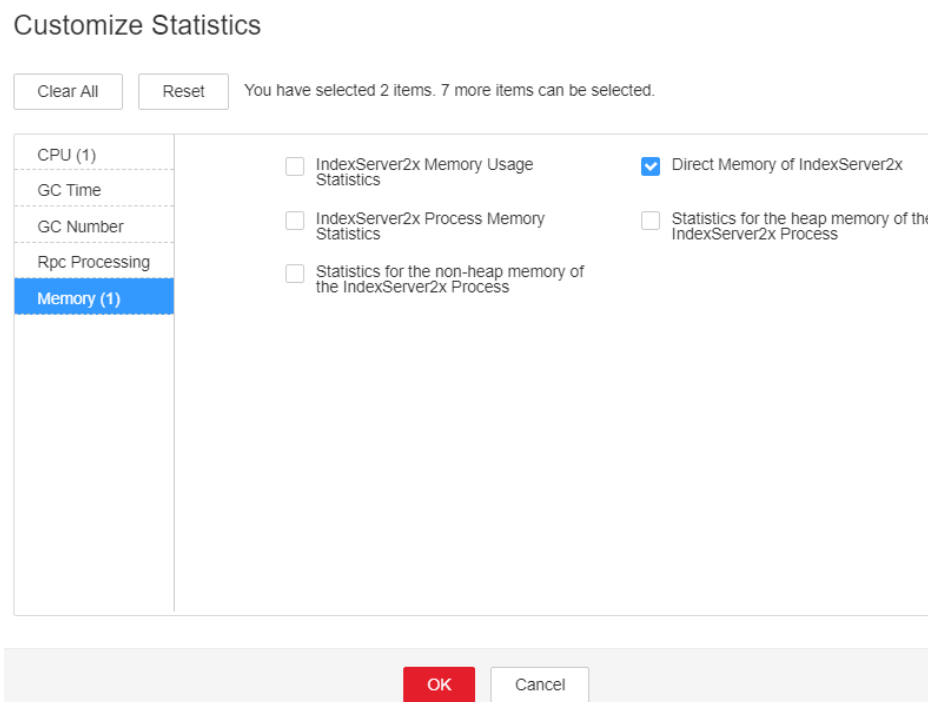 Customize Statistics
Clear All
Reset
You have selected 2 items. 7 more items can be selected.
CPU (1)
GC Time
GC Number
Rpc Processing
Memory (1)
IndexServer2x Memory Usage
Statistics
Direct Memory of IndexServer2x
IndexServer2x Process Memory
Statistics
Statistics for the heap memory of the
IndexServer2x Process
Statistics for the non-heap memory of
the IndexServer2x Process
OK
Cancel